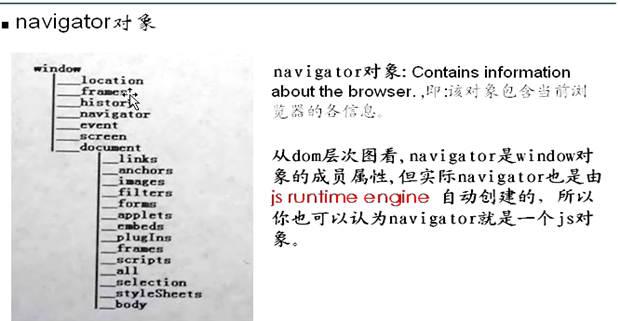 navigator对象
window
location
frames
history
navigator
event
screen
document
links
anchors
images
filters
forms
applets
embeds
plugIns
frames
scripts
all
selection
styleSheets
body
navigator对象: Contains information
about the browser. ,即:该对象包含当前浏
览器的各信息。
从dom层次图看,navigator是window对
象的成员属性,但实际navigator也是由
js runtime engine 自动创建的，所以
你也可以认为navigator就是一个js对
象。